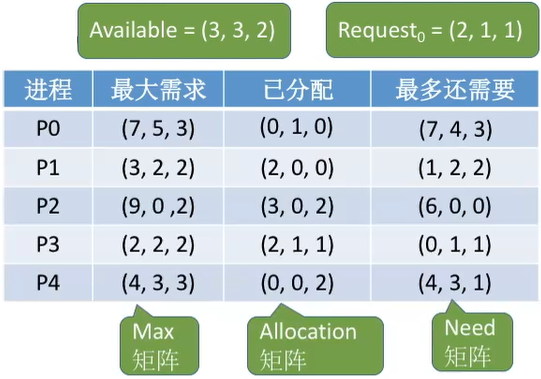 Available = (3, 3, 2) Request₀ = (2, 1, 1)
进程 最大需求 已分配 最多还需要
P0 (7, 5, 3) (0, 1, 0) (7, 4, 3)
P1 (3, 2, 2) (2, 0, 0) (1, 2, 2)
P2 (9, 0 ,2) (3, 0, 2) (6, 0, 0)
P3 (2, 2, 2) (2, 1, 1) (0, 1, 1)
P4 (4, 3, 3) (0, 0, 2) (4, 3, 1)
Max
矩阵
Allocation
矩阵
Need
矩阵